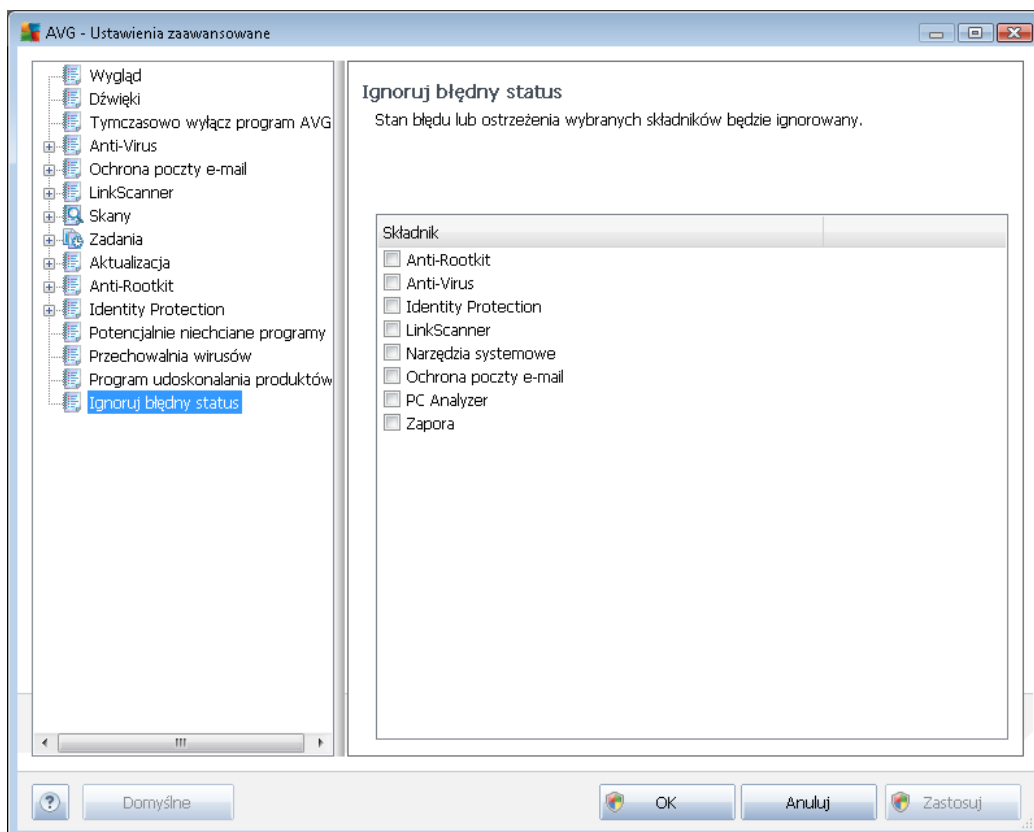 AVG - Ustawienia zaawansowane
Wygląd
Dźwięki
Tymczasowo wyłącz program AVG
Anti-Virus
Ochrona poczty e-mail
LinkScanner
Skany
Zadania
Aktualizacja
Anti-Rootkit
Identity Protection
Potencjalnie niechciane programy
Przechowalnia wirusów
Program udoskonalania produktów
Ignoruj błędny status
Ignoruj błędny status
Stan błędu lub ostrzeżenia wybranych składników będzie ignorowany.
Składnik
Anti-Rootkit
Anti-Virus
Identity Protection
LinkScanner
Narzędzia systemowe
Ochrona poczty e-mail
PC Analyzer
Zapora
?
Domyślne
OK
Anuluj
Zastosuj